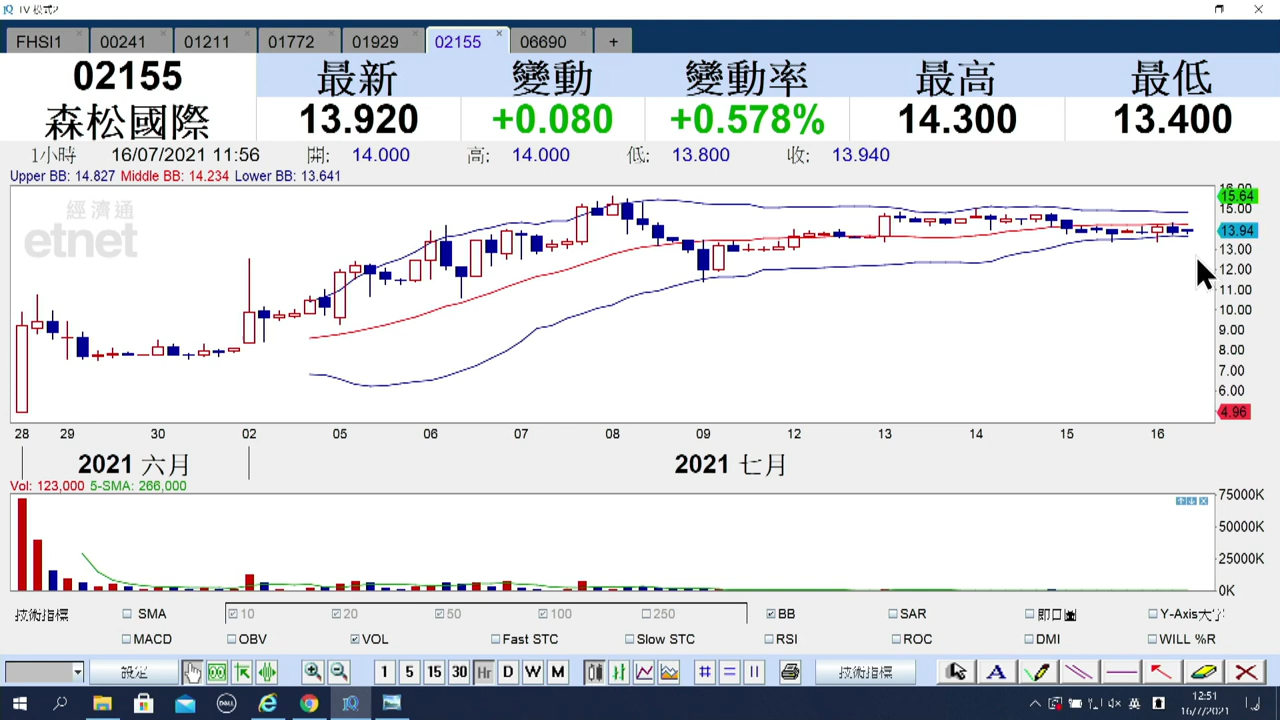 TV 模式2
FHSI1 00241 01211 01772 01929 02155 06690 +
02155 最新 變動 變動率 最高 最低
森松國際 13.920 +0.080 +0.578% 14.300 13.400
1小時 16/07/2021 11:56 開: 14.000 高: 14.000 低: 13.800 收: 13.940
Upper BB: 14.827 Middle BB: 14.234 Lower BB: 13.641
經濟通
etnet
16.00
15.64
15.00
13.94
13.00
12.00
11.00
10.00
9.00
8.00
7.00
6.00
4.96
28 29 30 02 05 06 07 08 09 12 13 14 15 16
2021 六月 2021 七月
Vol: 123,000 5-SMA: 266,000
75000K
50000K
25000K
0K
技術指標 SMA 10 20 50 100 250 BB SAR Y-Axis大字
MACD OBV VOL Fast STC Slow STC RSI ROC DMI WILL %R
設定 1 5 15 30 Hr D W M 技術指標 A
DELL 英 12:51
16/7/2021